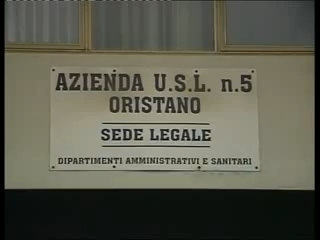 AZIENDA U.S.L. n.5
ORISTANO
SEDE LEGALE
DIPARTIMENTI AMMINISTRATIVI E SANITARI